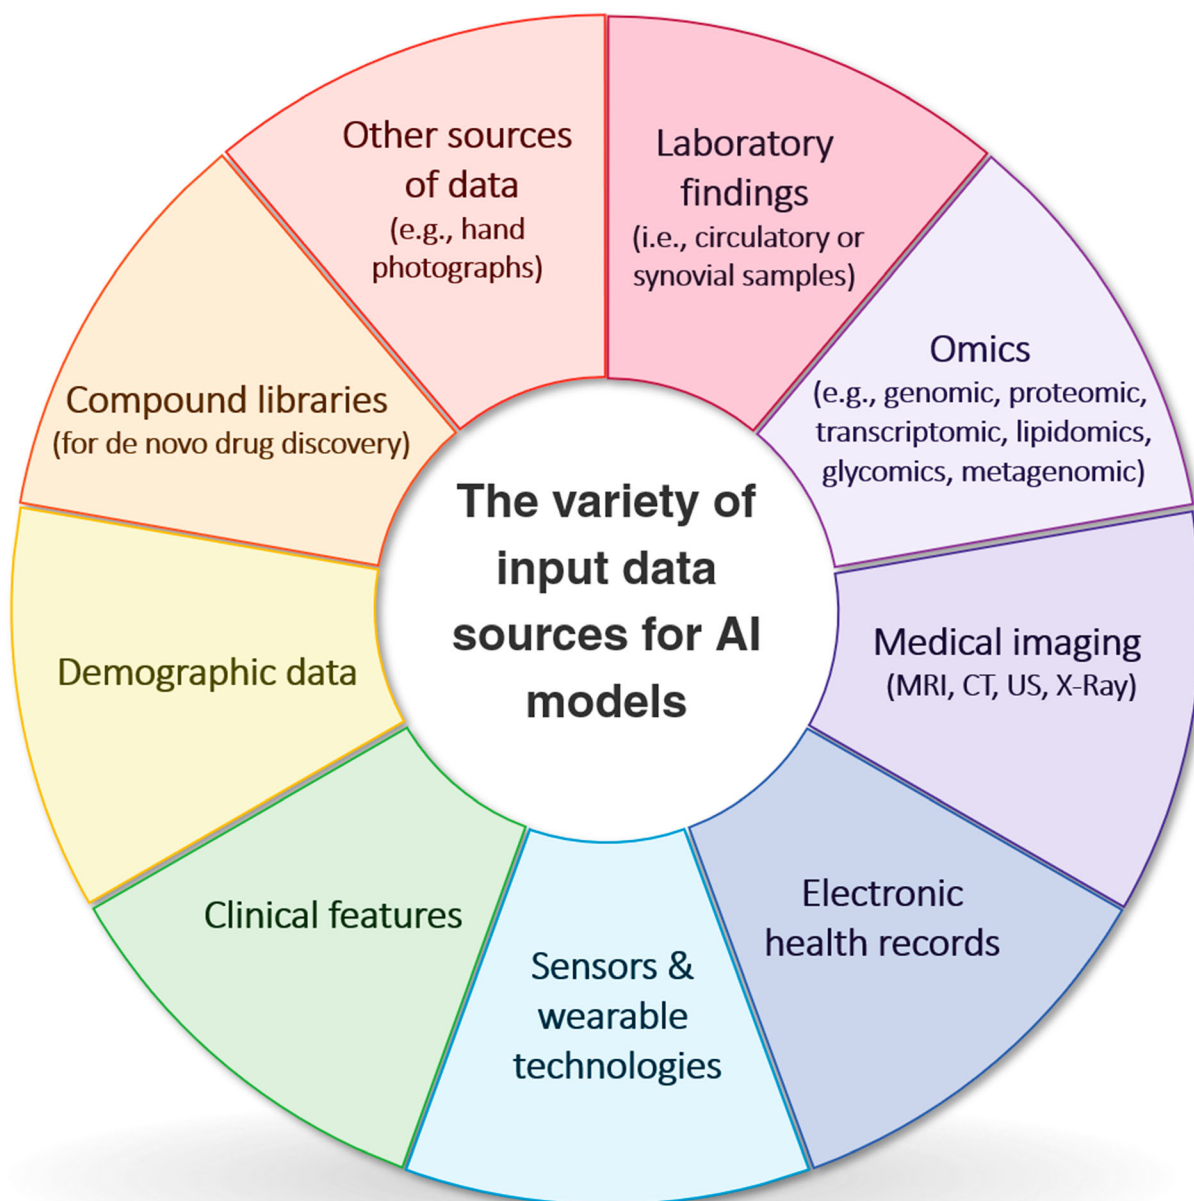 Other sources
of data
(e.g., hand
photographs)
Laboratory
findings
(i.e., circulatory or
synovial samples)
Omics
(e.g., genomic, proteomic,
transcriptomic, lipidomics,
glycomics, metagenomic)
Medical imaging
(MRI, CT, US, X-Ray)
Electronic
health records
Sensors &
wearable
technologies
Clinical features
Demographic data
Compound libraries
(for de novo drug discovery)
The variety of
input data
sources for AI
models